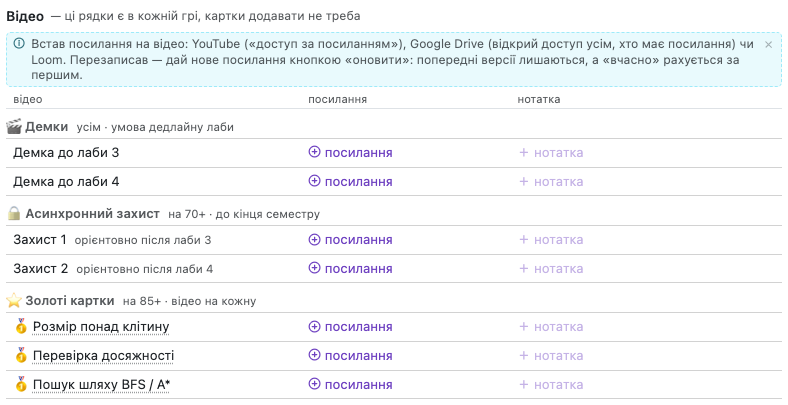 Відео — ці рядки є в кожній грі, картки додавати не треба
Встав посилання на відео: YouTube («доступ за посиланням»), Google Drive (відкрий доступ усім, хто має посилання) чи ×
Loom. Перезаписав — дай нове посилання кнопкою «оновити»: попередні версії лишаються, а «вчасно» рахується за
першим.
відео посилання нотатка
🎬 Демки усім · умова дедлайну лаби
Демка до лаби 3 посилання + нотатка
Демка до лаби 4 посилання + нотатка
🔒 Асинхронний захист на 70+ · до кінця семестру
Захист 1 орієнтовно після лаби 3 посилання + нотатка
Захист 2 орієнтовно після лаби 4 посилання + нотатка
⭐ Золоті картки на 85+ · відео на кожну
🥇 Розмір понад клітину посилання + нотатка
🥇 Перевірка досяжності посилання + нотатка
🥇 Пошук шляху BFS / A* посилання + нотатка